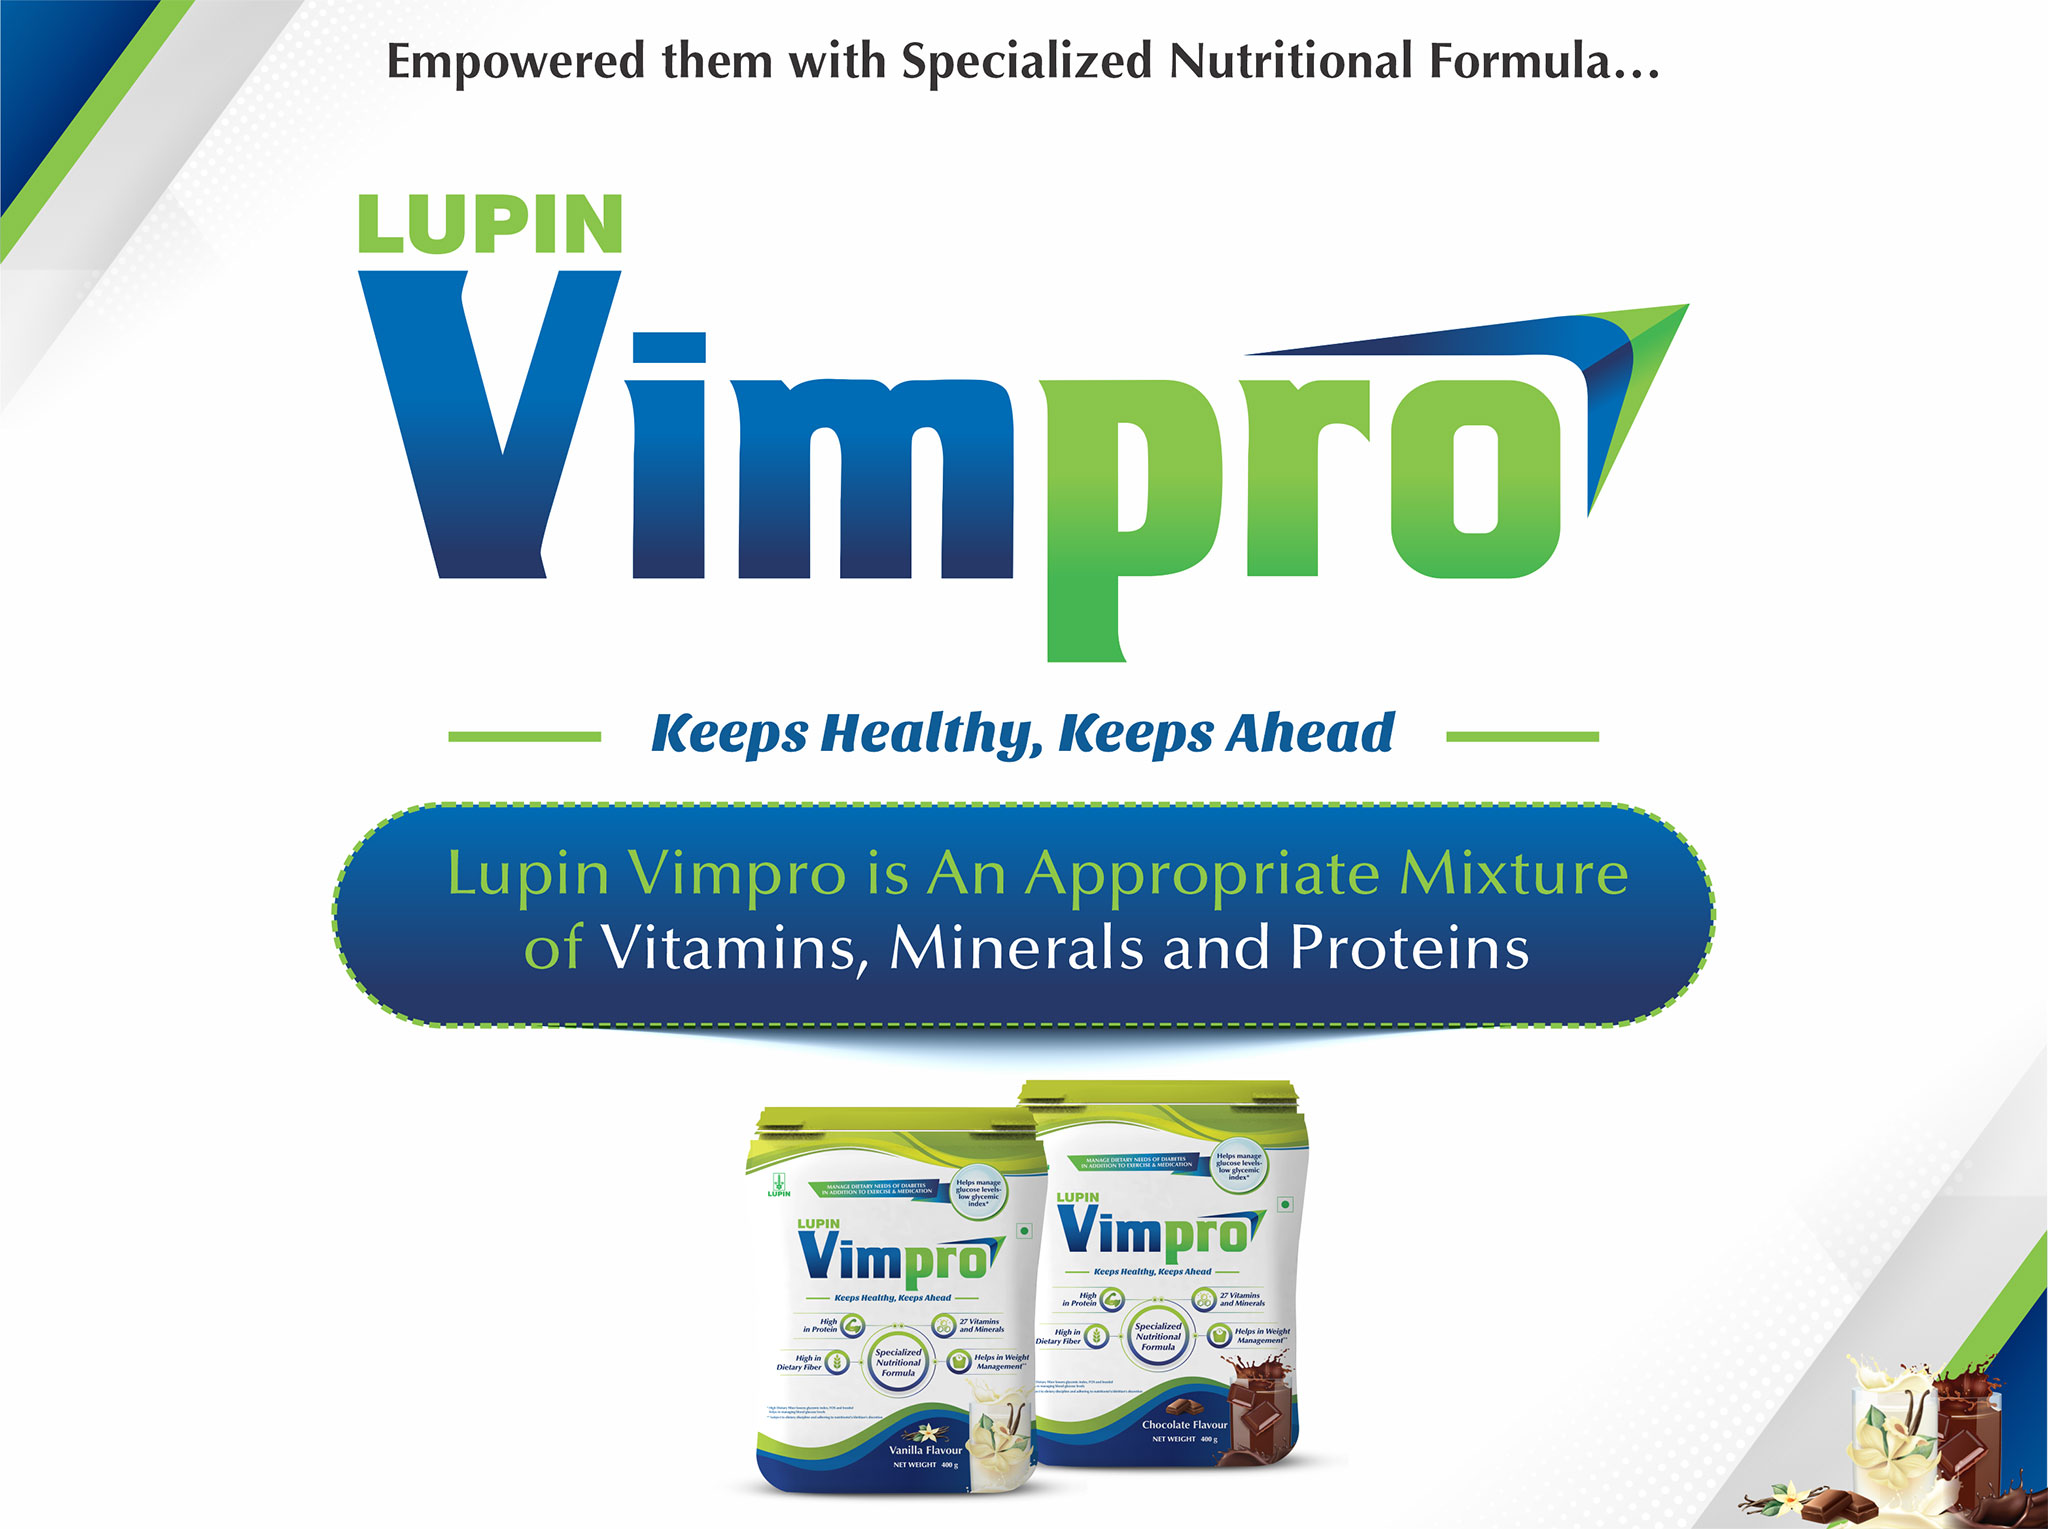 Empowered them with Specialized Nutritional Formula...
LUPIN
Vimpro
Keeps Healthy, Keeps Ahead
Lupin Vimpro is An Appropriate Mixture
of Vitamins, Minerals and Proteins
LUPIN
MANAGE DIETARY NEEDS OF DIABETES
IN ADDITION TO EXERCISE & MEDICATION
Helps manage
glucose levels-
low glycemic
index*
LUPIN
Vimpro
Keeps Healthy, Keeps Ahead
High
in Protein
27 Vitamins
and Minerals
High in
Dietary Fiber
Specialized
Nutritional
Formula
Helps in Weight
Management**
Vanilla Flavour
NET WEIGHT 400 g
MANAGE DIETARY NEEDS OF DIABETES
IN ADDITION TO EXERCISE & MEDICATION
Helps manage
glucose levels-
low glycemic
index*
LUPIN
Vimpro
Keeps Healthy, Keeps Ahead
High
in Protein
27 Vitamins
and Minerals
High in
Dietary Fiber
Specialized
Nutritional
Formula
Helps in Weight
Management**
Chocolate Flavour
NET WEIGHT 400 g